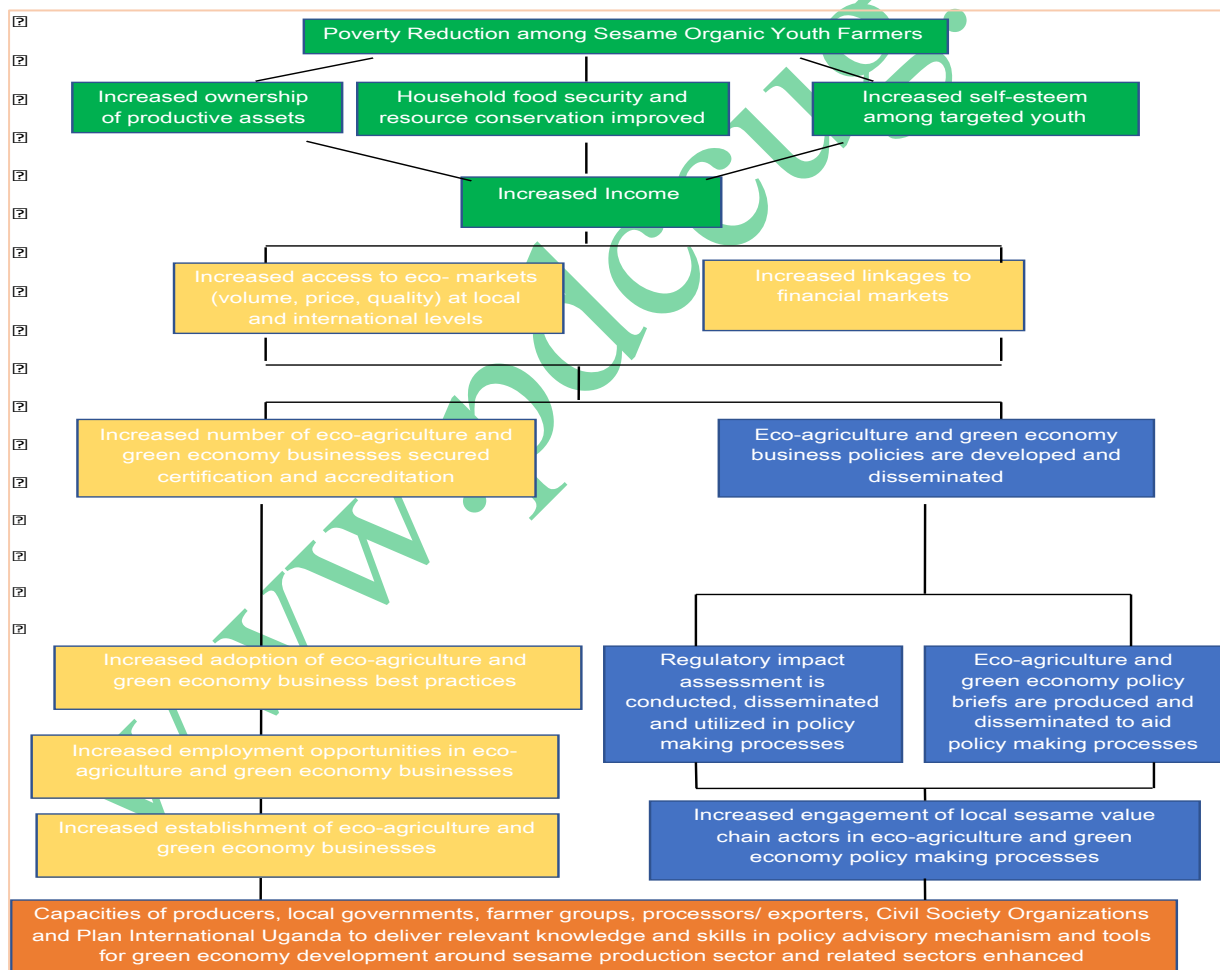 Poverty Reduction among Sesame Organic Youth Farmers
Increased ownership
of productive assets
Household food security and
resource conservation improved
Increased self-esteem
among targeted youth
Increased Income
Increased access to eco- markets
(volume, price, quality) at local
and international levels
Increased linkages to
financial markets
Increased number of eco-agriculture and
green economy businesses secured
certification and accreditation
Eco-agriculture and green economy
business policies are developed and
disseminated
Increased adoption of eco-agriculture and
green economy business best practices
Regulatory impact
assessment is
conducted, disseminated
and utilized in policy
making processes
Eco-agriculture and
green economy policy
briefs are produced and
disseminated to aid
policy making processes
Increased employment opportunities in eco-
agriculture and green economy businesses
Increased establishment of eco-agriculture and
green economy businesses
Increased engagement of local sesame value
chain actors in eco-agriculture and green
economy policy making processes
Capacities of producers, local governments, farmer groups, processors/ exporters, Civil Society Organizations
and Plan International Uganda to deliver relevant knowledge and skills in policy advisory mechanism and tools
for green economy development around sesame production sector and related sectors enhanced